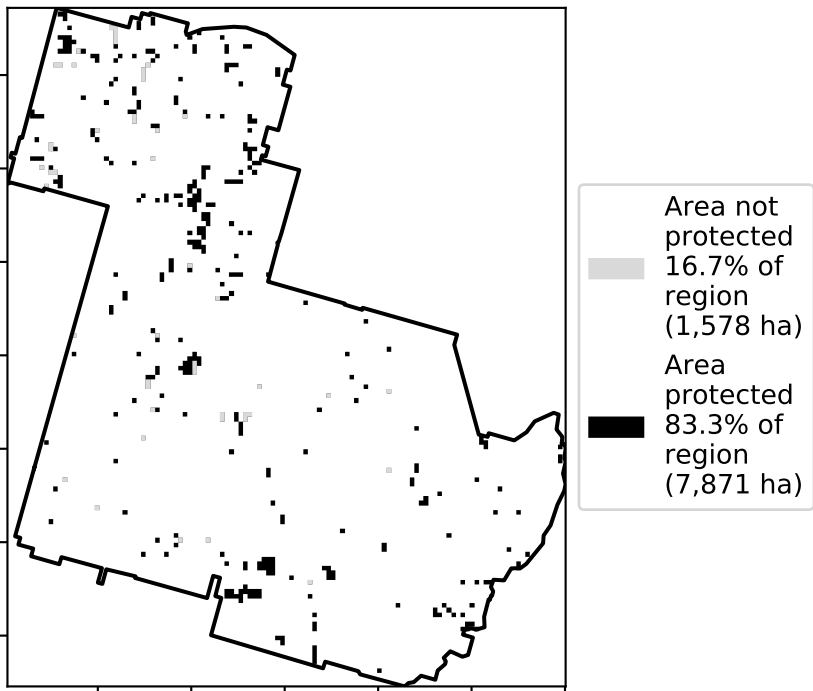 Area not
protected
16.7% of
region
(1,578 ha)
Area
protected
83.3% of
region
(7,871 ha)